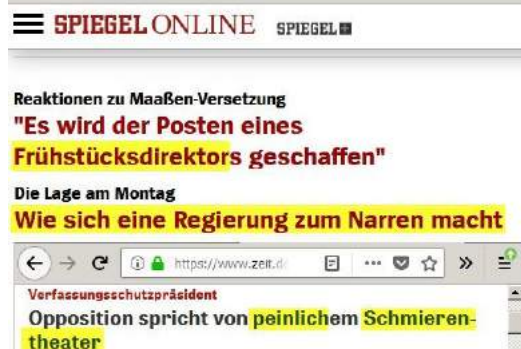 SPIEGEL ONLINE SPIEGEL+
Reaktionen zu Maaßen-Versetzung
"Es wird der Posten eines
Frühstücksdirektors geschaffen"
Die Lage am Montag
Wie sich eine Regierung zum Narren macht
https://www.zeit.d
Verfassungsschutzpräsident
Opposition spricht von peinlichem Schmieren-
theater